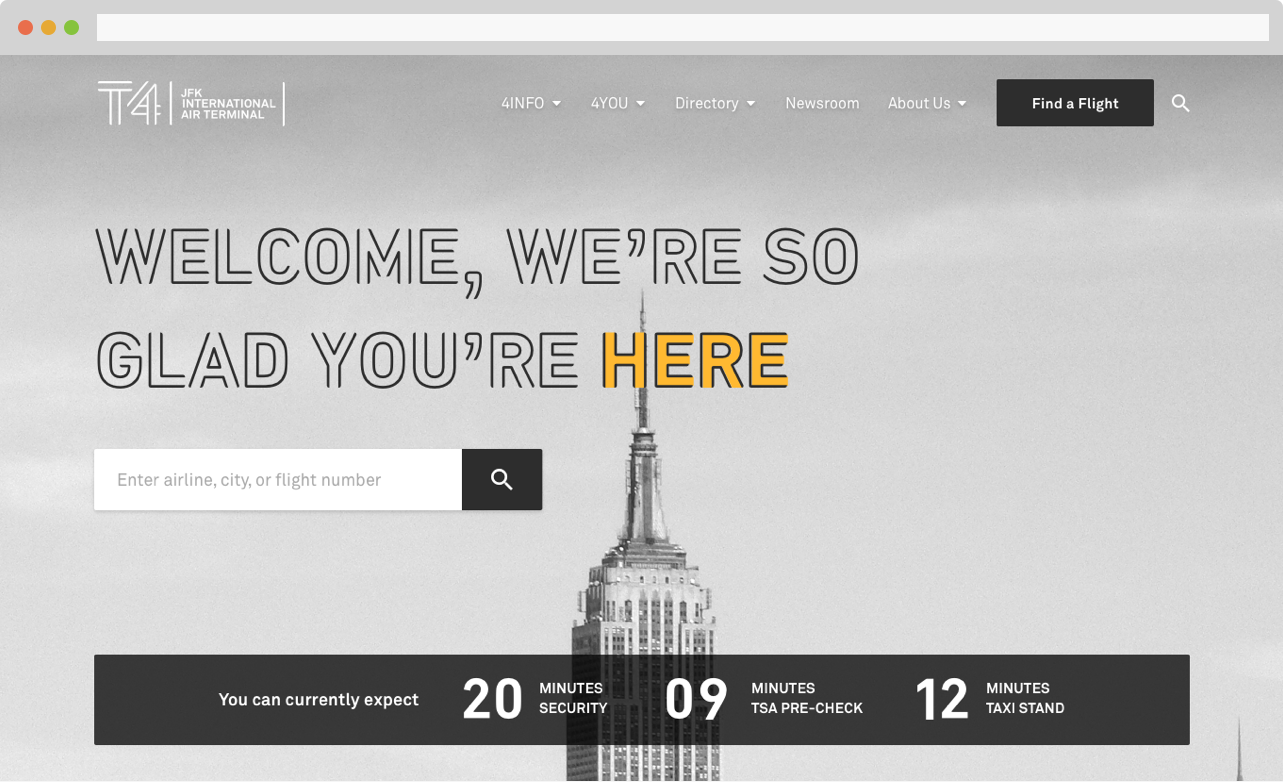 T4
JFK
INTERNATIONAL
AIR TERMINAL
4INFO
4YOU
Directory
Newsroom
About Us
Find a Flight
WELCOME, WE’RE SO
GLAD YOU’RE HERE
Enter airline, city, or flight number
You can currently expect
20
MINUTES
SECURITY
09
MINUTES
TSA PRE-CHECK
12
MINUTES
TAXI STAND